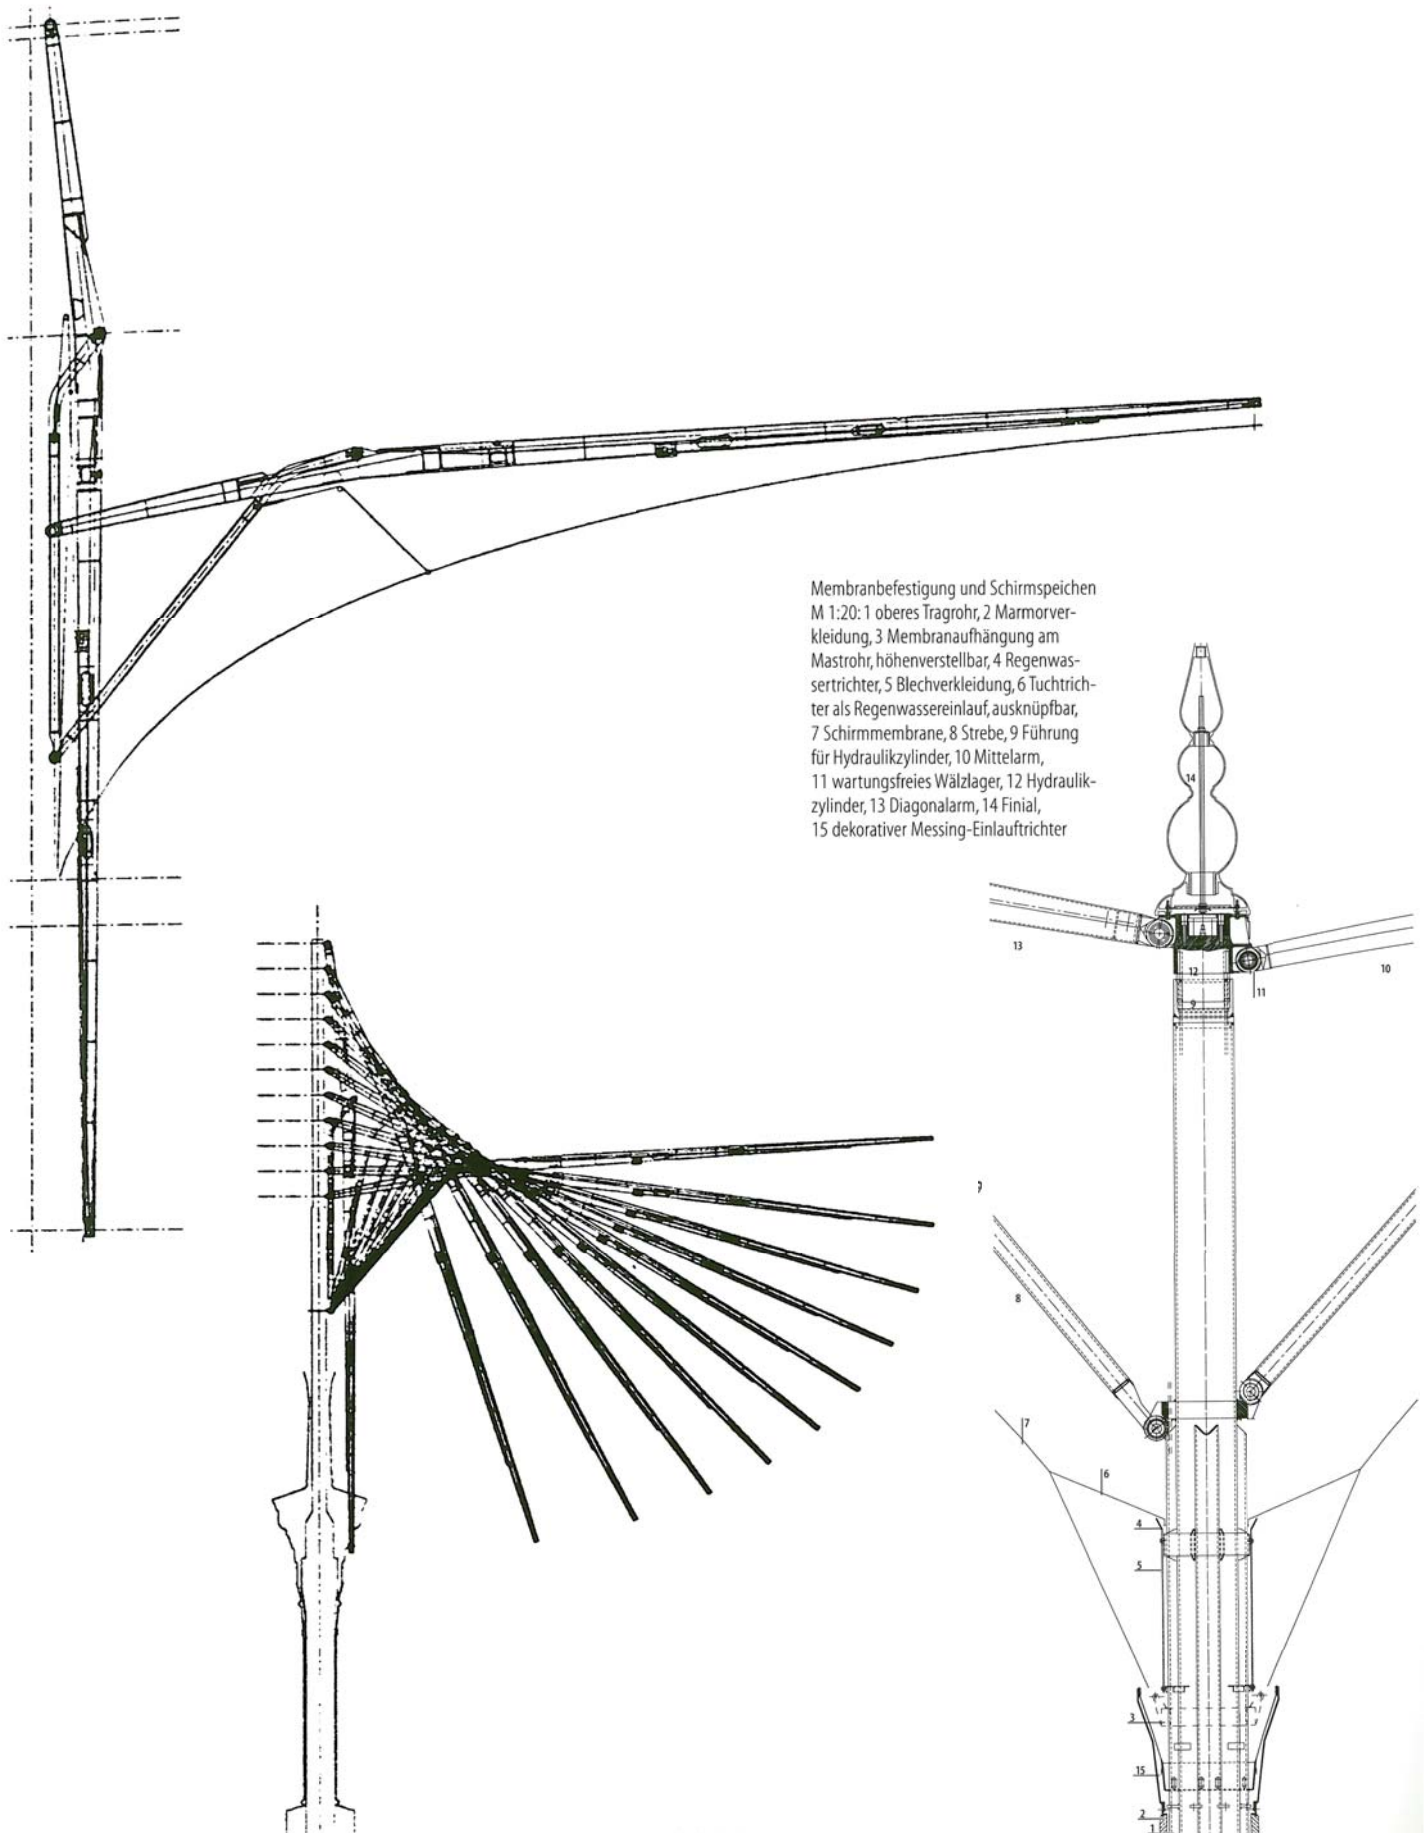 Membranbefestigung und Schirmspeichen
M 1:20: 1 oberes Tragrohr, 2 Marmorver-
kleidung, 3 Membranaufhängung am
Mastrohr, höhenverstellbar, 4 Regenwas-
sertrichter, 5 Blechverkleidung, 6 Tuchtrich-
ter als Regenwassereinlauf, ausknüpfbar,
7 Schirmmembrane, 8 Strebe, 9 Führung
für Hydraulikzylinder, 10 Mittelarm,
11 wartungsfreies Wälzlager, 12 Hydraulik-
zylinder, 13 Diagonalarm, 14 Finial,
15 dekorativer Messing-Einlauftrichter
14
13
10
12
11
9
9
8
7
6
4
5
3
15
2
1